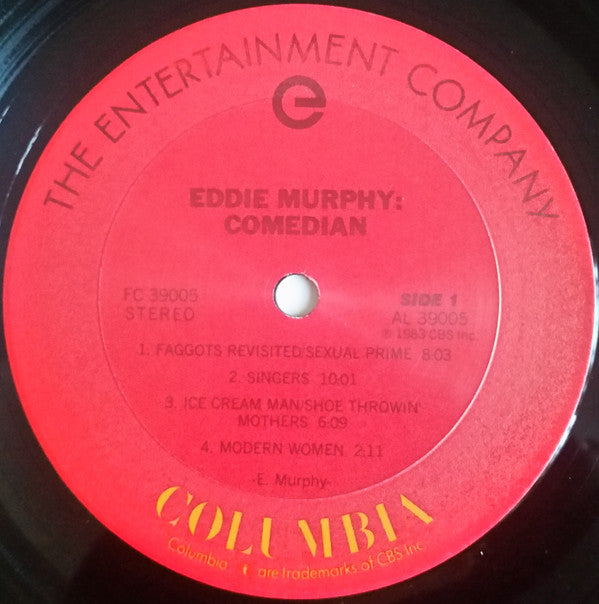 THE ENTERTAINMENT COMPANY
e
EDDIE MURPHY:
COMEDIAN
FC 39005
STEREO
SIDE 1
AL 39005
℗ 1983 CBS Inc.
1. FAGGOTS REVISITED/SEXUAL PRIME 8:03
2. SINGERS 10:01
3. ICE CREAM MAN/SHOE THROWIN'
MOTHERS 6:09
4. MODERN WOMEN 2:11
-E. Murphy-
COLUMBIA
Columbia are trademarks of CBS Inc.